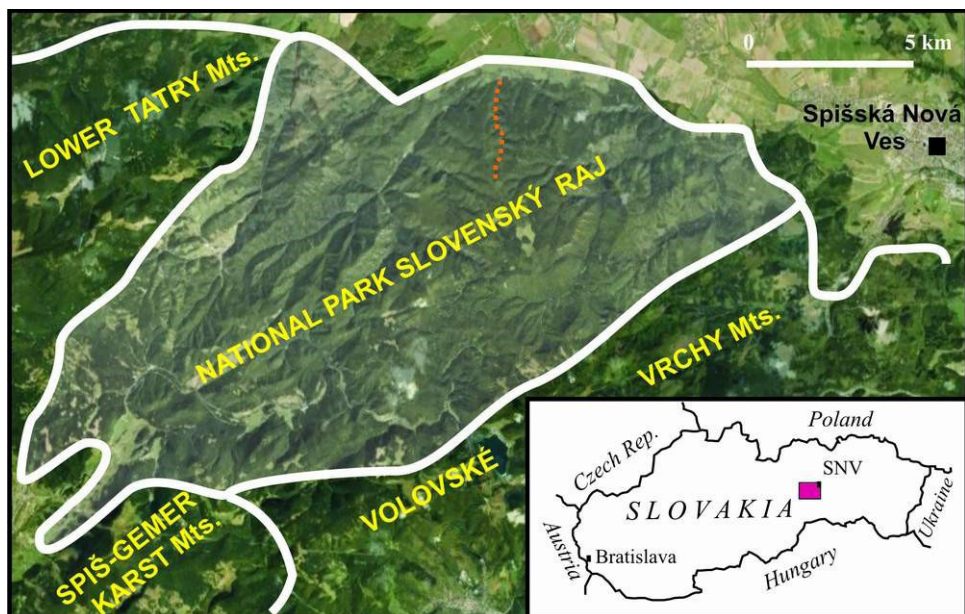 LOWER TATRY Mts.
0 5 km
Spišská Nová
Ves
NATIONAL PARK SLOVENSKÝ RAJ
VRCHY Mts.
VOLOVSKÉ
SPIŠ-GEMER
KARST Mts.
Poland
Czech Rep.
SNV
SLOVAKIA
Ukraine
Austria
Bratislava
Hungary